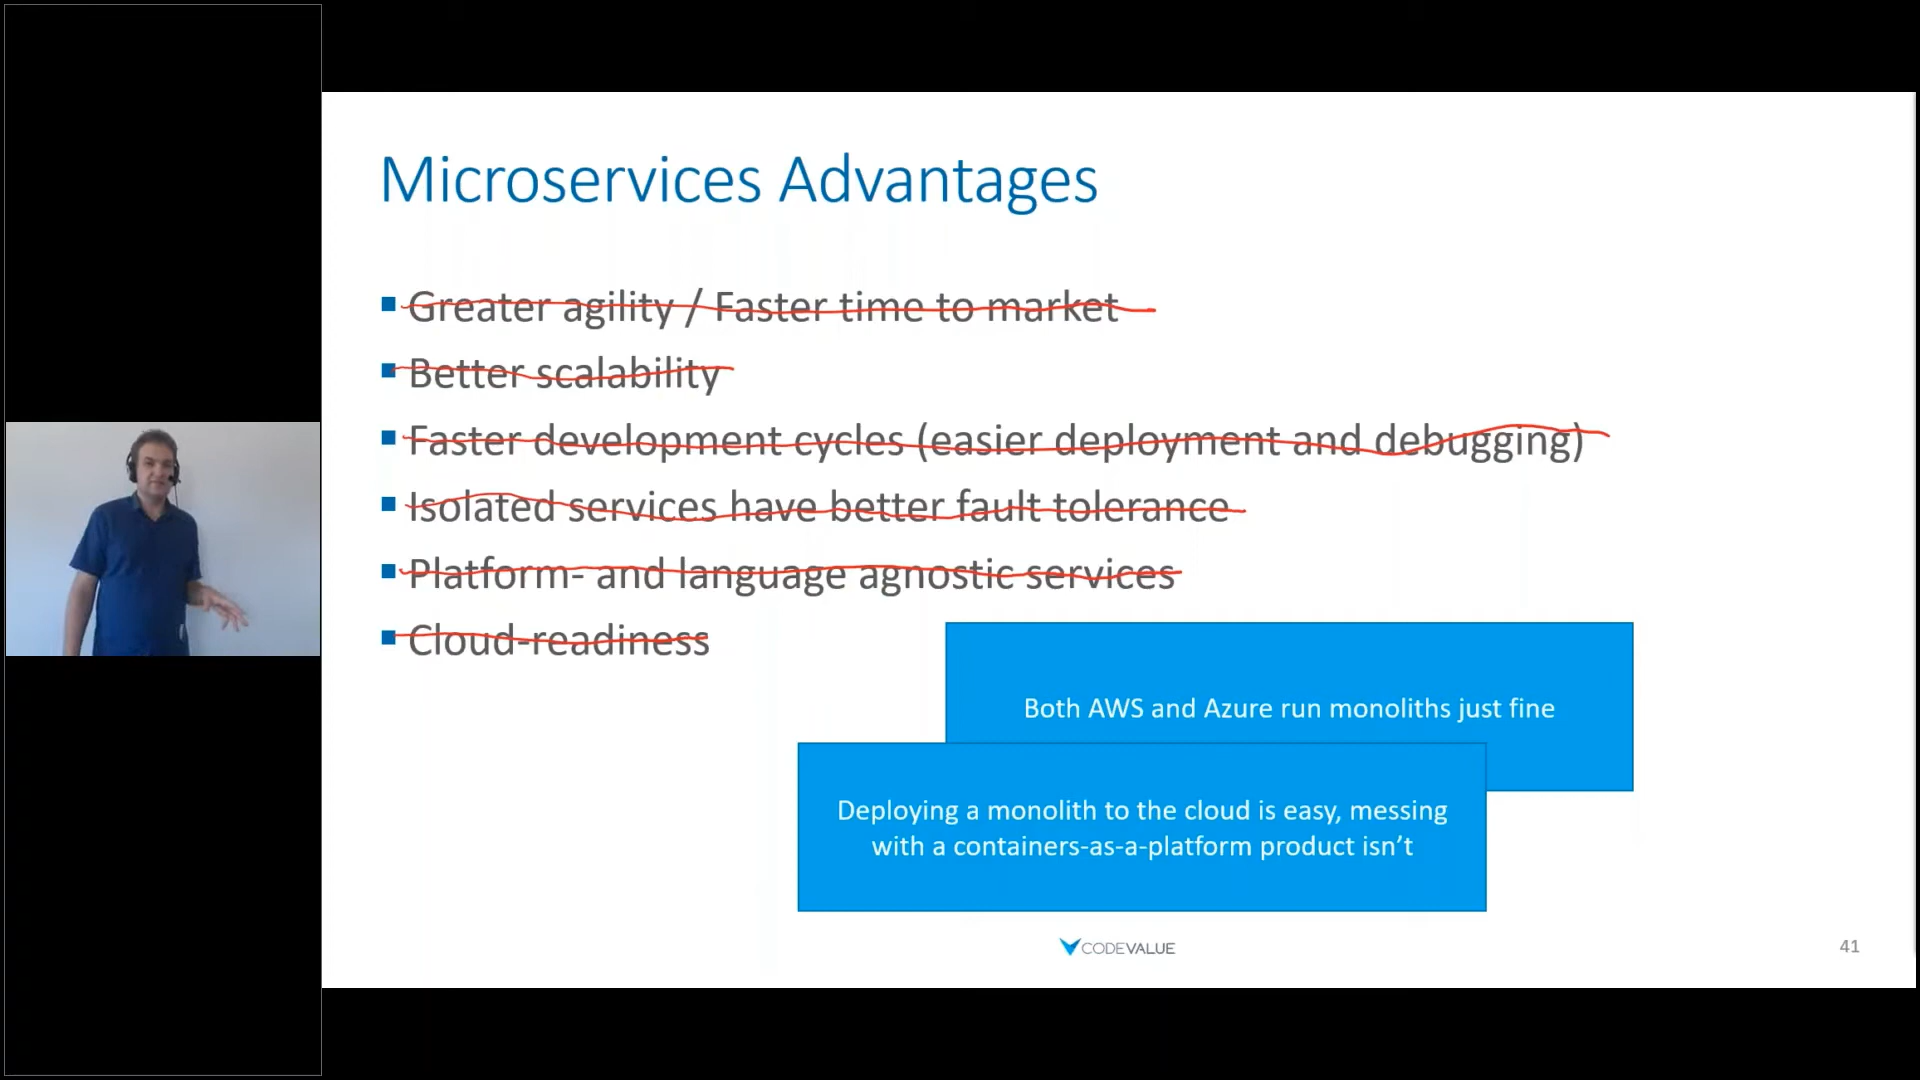 Microservices Advantages
Greater agility / Faster time to market
Better scalability
Faster development cycles (easier deployment and debugging)
Isolated services have better fault tolerance
Platform- and language agnostic services
Cloud-readiness
Both AWS and Azure run monoliths just fine
Deploying a monolith to the cloud is easy, messing
with a containers-as-a-platform product isn’t
CODEVALUE
41